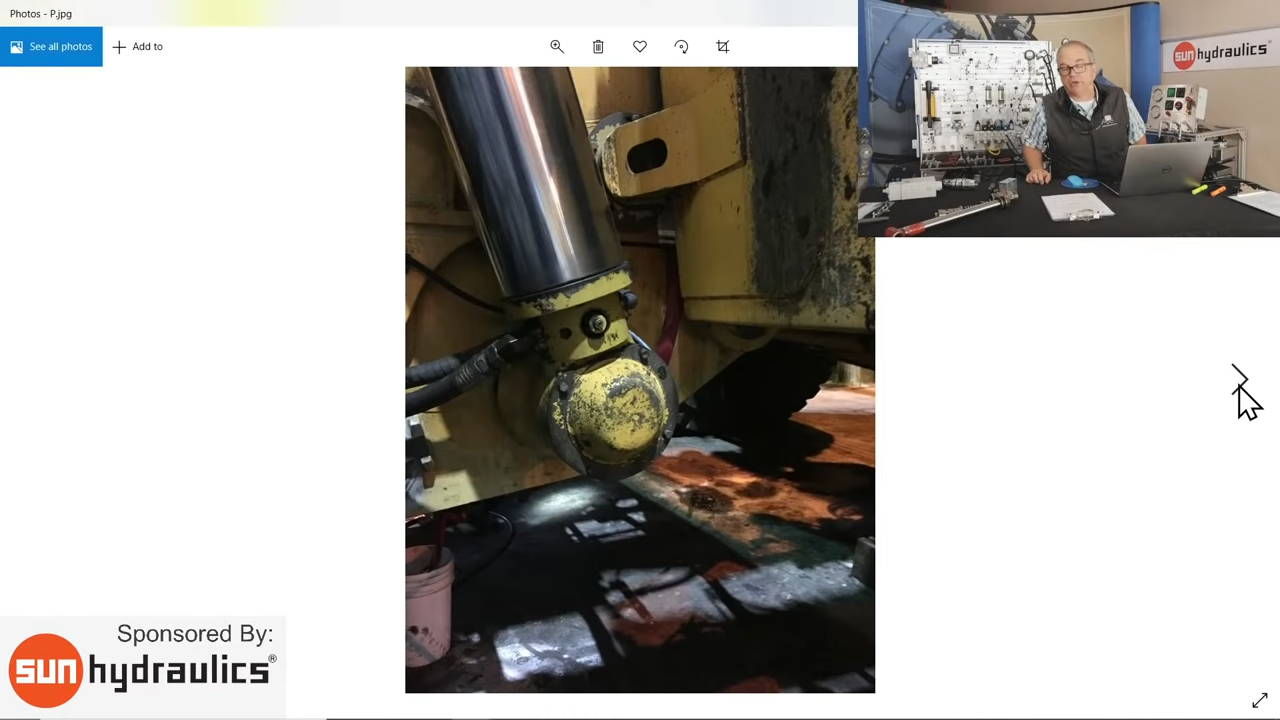 Photos - P.jpg
See all photos
Add to
sun hydraulics®
Sponsored By:
sun hydraulics®